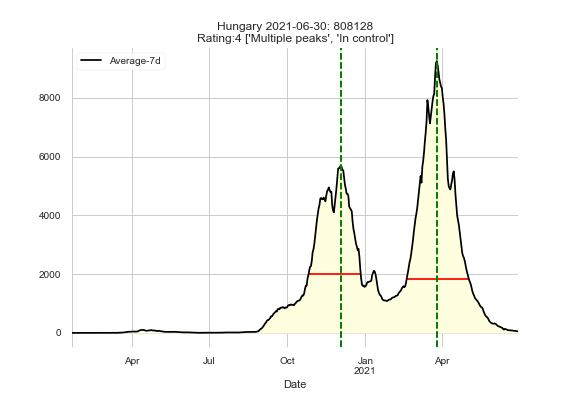 Hungary 2021-06-30: 808128
Rating:4 ['Multiple peaks', 'In control']
Average-7d
8000
6000
4000
2000
0
Apr
Jul
Oct
Jan
2021
Apr
Date